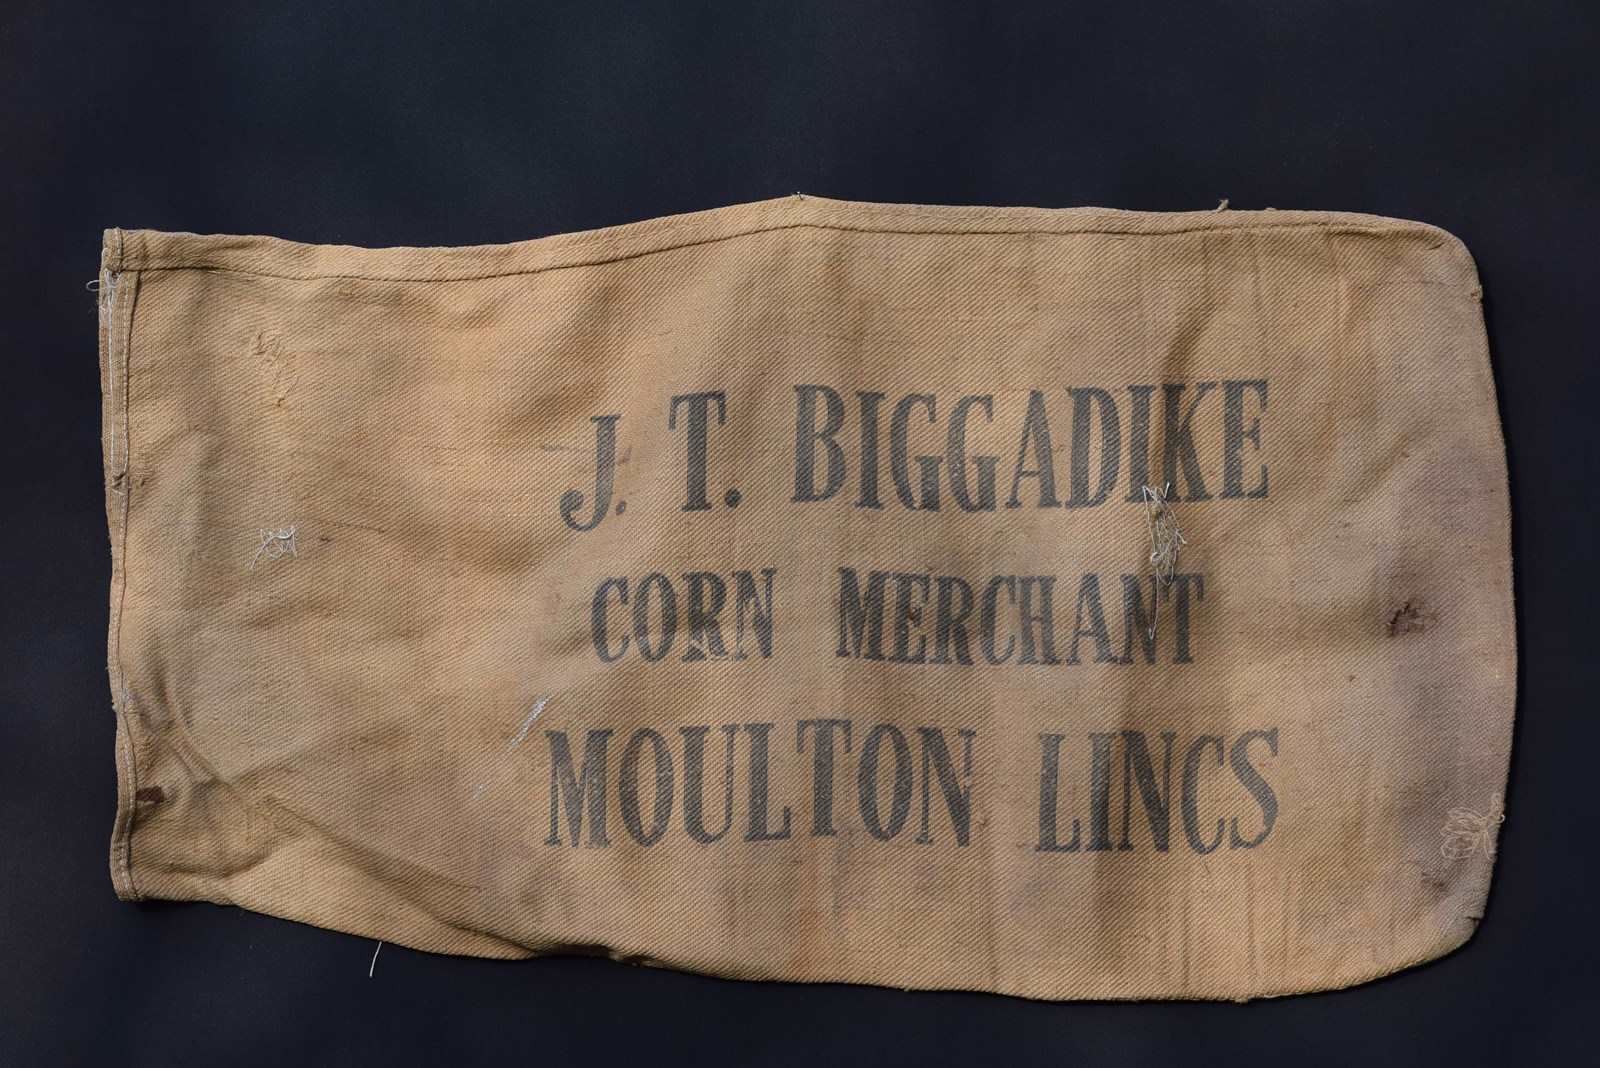 J. T. BIGGADIKE
CORN MERCHANT
MOULTON LINCS